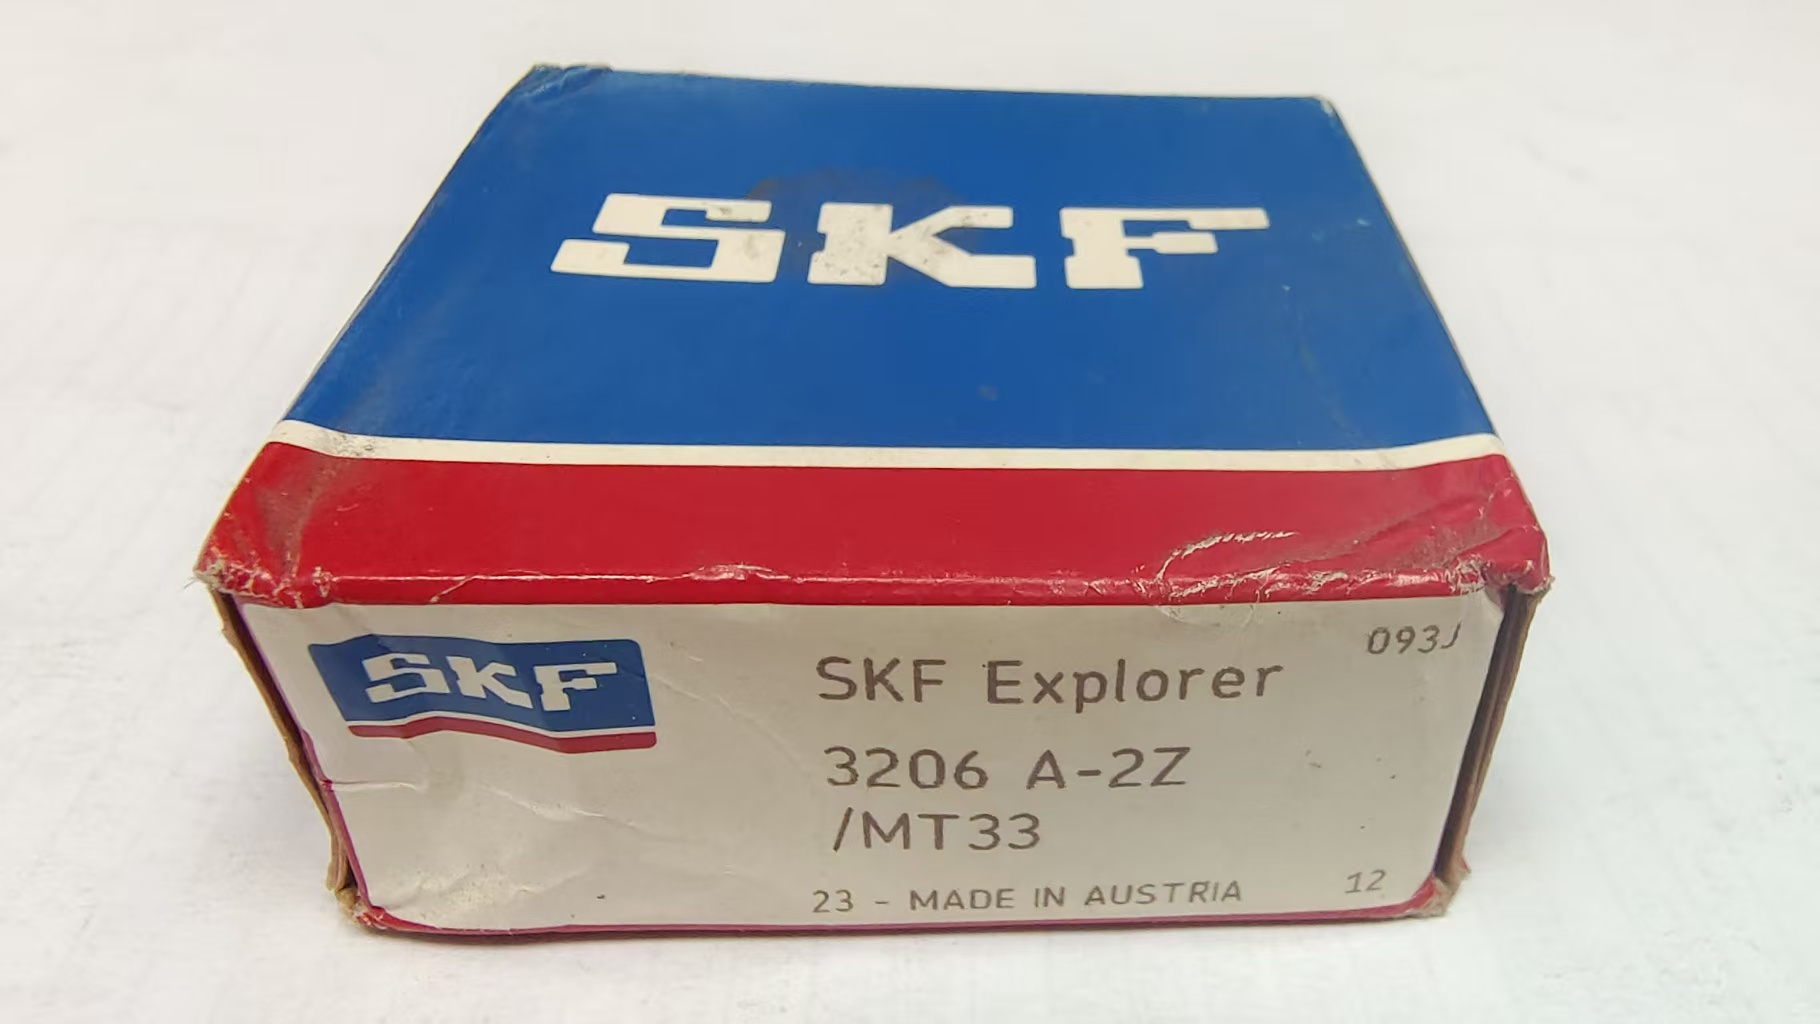 SKF
SKF
093J
SKF Explorer
3206 A-2Z
/MT33
23 - MADE IN AUSTRIA
12